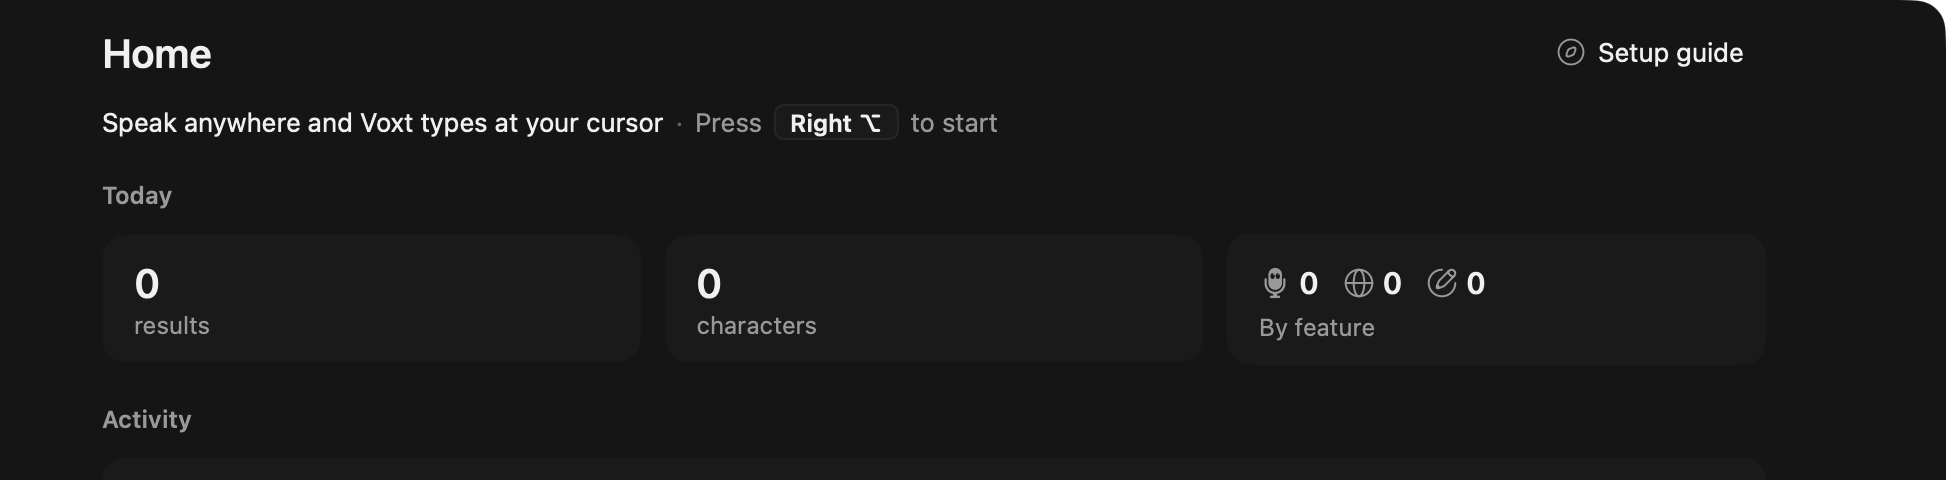 Home
Setup guide
Speak anywhere and Voxt types at your cursor · Press Right ⌥ to start
Today
0
results
0
characters
0 0 0
By feature
Activity